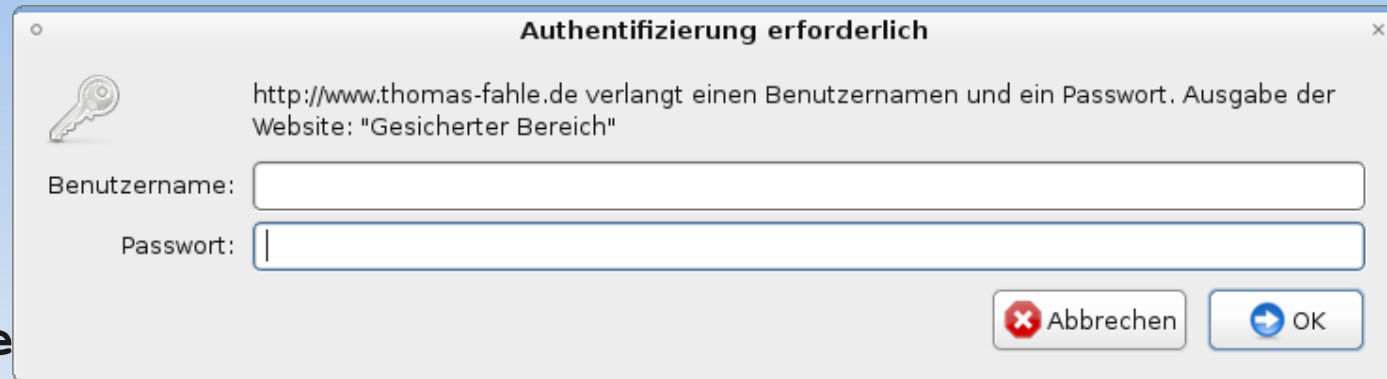 Authentifizierung erforderlich
http://www.thomas-fahle.de verlangt einen Benutzernamen und ein Passwort. Ausgabe der
Website: "Gesicherter Bereich"
Benutzername:
Passwort:
Abbrechen
OK
e